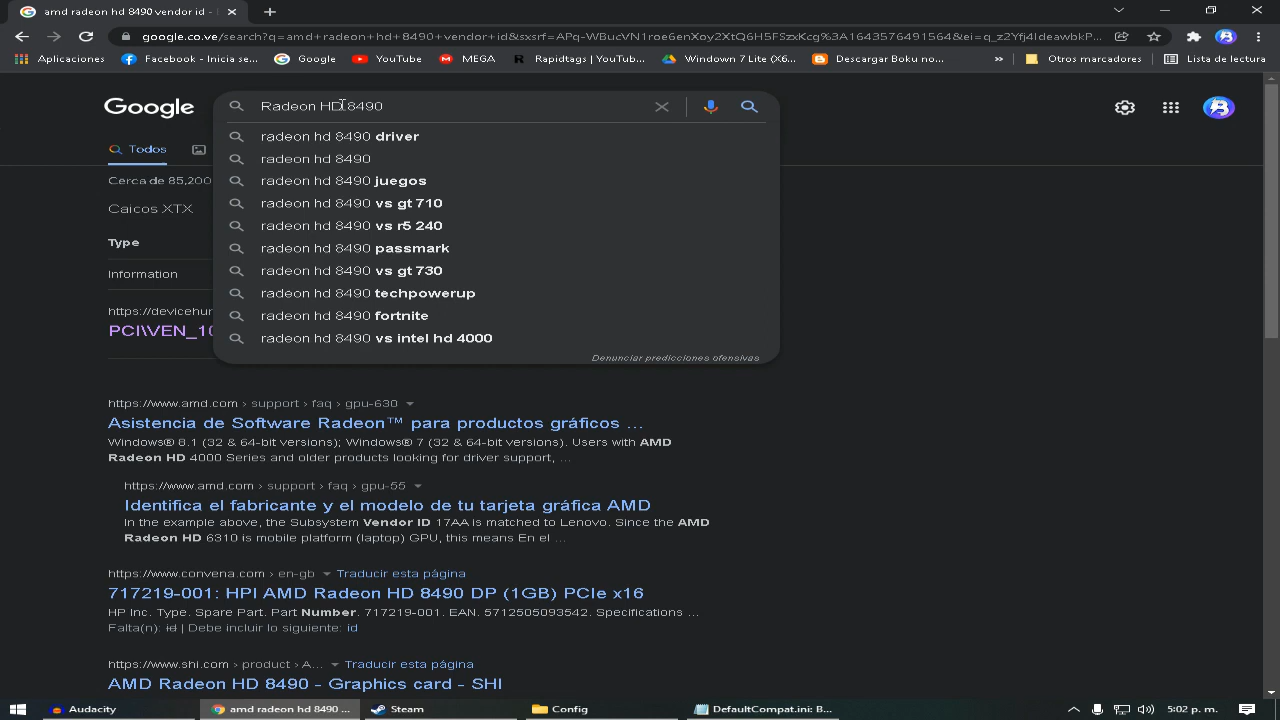 amd radeon hd 8490 vendor id -
google.co.ve/search?q=amd+radeon+hd+8490+vendor+id&sxsrf=APq-WBucVN1roe6enXoy2XtQ6H5FSzxKcg%3A1643576491564&ei=q_z2Yfj4IdeawbkP...
Aplicaciones
Facebook - Inicia se...
Google
YouTube
MEGA
Rapidtags | YouTub...
Window 7 Lite (X6...
Descargar Boku no...
»
Otros marcadores
Lista de lectura
Google
Radeon HD 8490
radeon hd 8490 driver
Todos
radeon hd 8490
radeon hd 8490 juegos
Cerca de 85,200
radeon hd 8490 vs gt 710
Caicos XTX
radeon hd 8490 vs r5 240
Type
radeon hd 8490 passmark
radeon hd 8490 vs gt 730
Information
radeon hd 8490 techpowerup
https://devicehun
radeon hd 8490 fortnite
PCI\VEN_10
radeon hd 8490 vs intel hd 4000
Denunciar predicciones ofensivas
https://www.amd.com › support › faq › gpu-630
Asistencia de Software Radeon™ para productos gráficos ...
Windows® 8.1 (32 & 64-bit versions); Windows® 7 (32 & 64-bit versions). Users with AMD
Radeon HD 4000 Series and older products looking for driver support, ...
https://www.amd.com › support › faq › gpu-55
Identifica el fabricante y el modelo de tu tarjeta gráfica AMD
In the example above, the Subsystem Vendor ID 17AA is matched to Lenovo. Since the AMD
Radeon HD 6310 is mobile platform (laptop) GPU, this means En el ...
https://www.convena.com › en-gb Traducir esta página
717219-001: HPI AMD Radeon HD 8490 DP (1GB) PCIe x16
HP Inc. Type. Spare Part. Part Number. 717219-001. EAN. 5712505093542. Specifications ...
Falta(n): id | Debe incluir lo siguiente: id
https://www.shi.com › product › A... Traducir esta página
AMD Radeon HD 8490 - Graphics card - SHI
Audacity
amd radeon hd 8490 ...
Steam
Config
DefaultCompat.ini: B...
5:02 p. m.